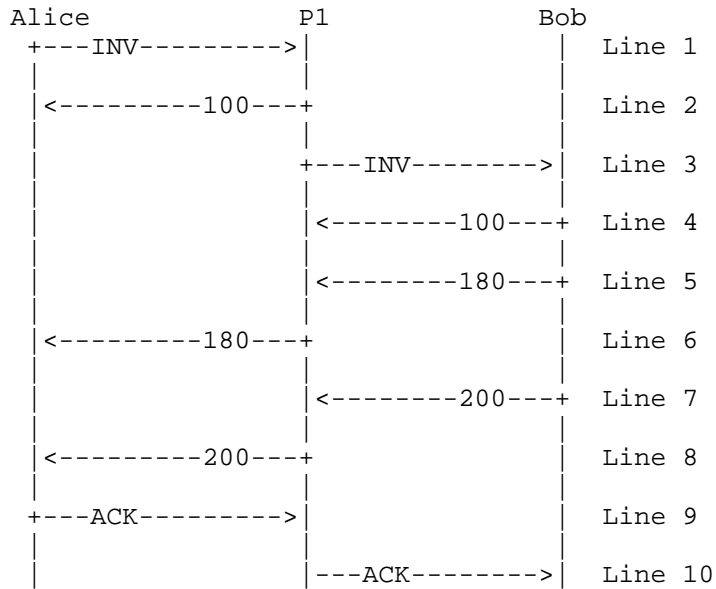 Alice P1 Bob
+---INV--------->| | Line 1
| | |
|<---------100---+ | Line 2
| | |
| +---INV-------->| Line 3
| | |
| |<--------100---+ Line 4
| | |
| |<--------180---+ Line 5
| | |
|<---------180---+ | Line 6
| | |
| |<--------200---+ Line 7
| | |
|<---------200---+ | Line 8
| | |
+---ACK--------->| | Line 9
| | |
| |---ACK-------->| Line 10